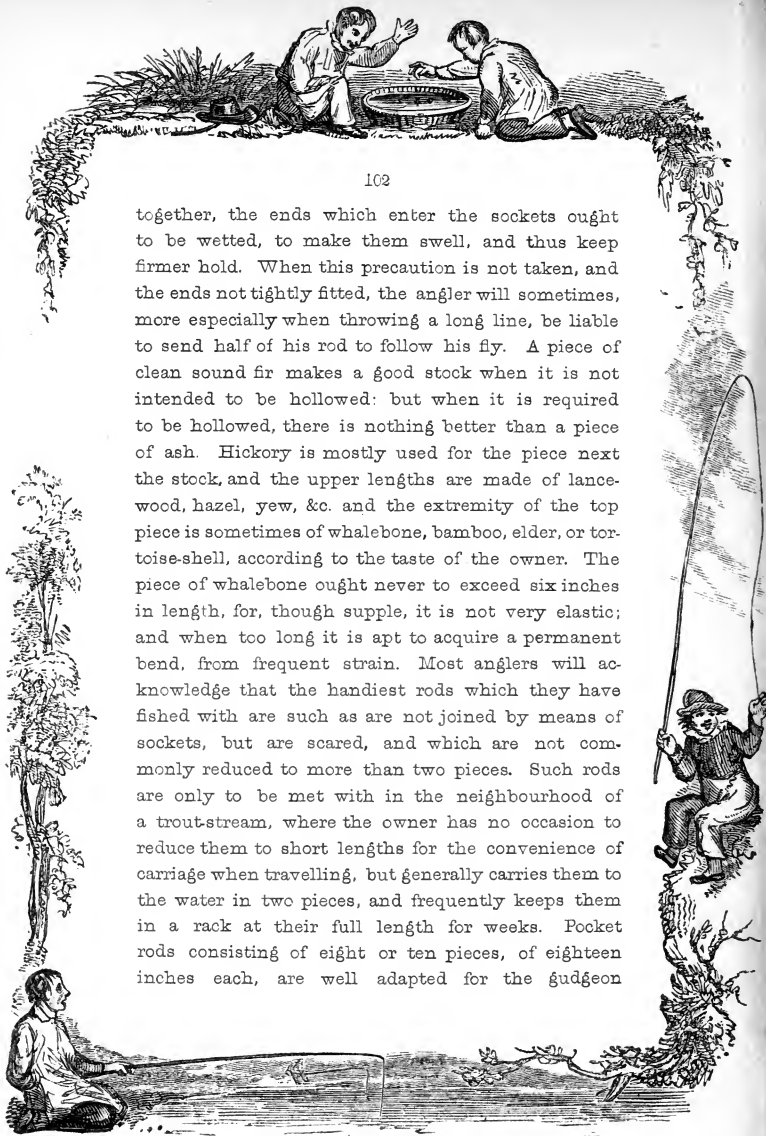 102
together, the ends which enter the sockets ought
to be wetted, to make them swell, and thus keep
firmer hold. When this precaution is not taken, and
the ends not tightly fitted, the angler will sometimes,
more especially when throwing a long line, be liable
to send half of his rod to follow his fly. A piece of
clean sound fir makes a good stock when it is not
intended to be hollowed: but when it is required
to be hollowed, there is nothing better than a piece
of ash. Hickory is mostly used for the piece next
the stock, and the upper lengths are made of lance-
wood, hazel, yew, &c. and the extremity of the top
piece is sometimes of whalebone, bamboo, elder, or tor-
toise-shell, according to the taste of the owner. The
piece of whalebone ought never to exceed six inches
in length, for, though supple, it is not very elastic;
and when too long it is apt to acquire a permanent
bend, from frequent strain. Most anglers will ac-
knowledge that the handiest rods which they have
fished with are such as are not joined by means of
sockets, but are scared, and which are not com-
monly reduced to more than two pieces. Such rods
are only to be met with in the neighbourhood of
a trout-stream, where the owner has no occasion to
reduce them to short lengths for the convenience of
carriage when travelling, but generally carries them to
the water in two pieces, and frequently keeps them
in a rack at their full length for weeks. Pocket
rods consisting of eight or ten pieces, of eighteen
inches each, are well adapted for the gudgeon